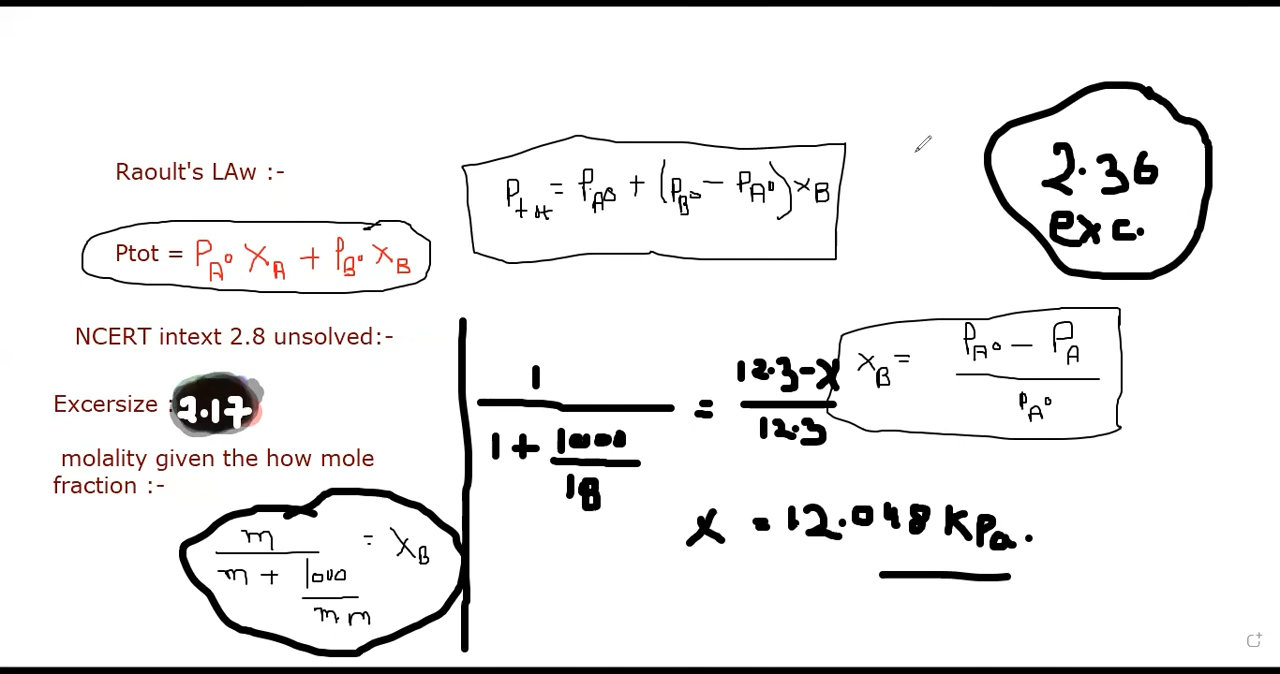 Raoult's LAw :-
Ptot = PA° XA + PB° XB
Ptot = PA° + (PB° - PA°) xB
2.36
exc.
NCERT intext 2.8 unsolved:-
Excersize : 2.17
molality given the how mole
fraction :-
m / (m + 1000/m.m) = XB
1 / (1 + 1000/18) = (12.3-x) / 12.3
xB = (PA° - PA) / PA°
x = 12.048 KPa.